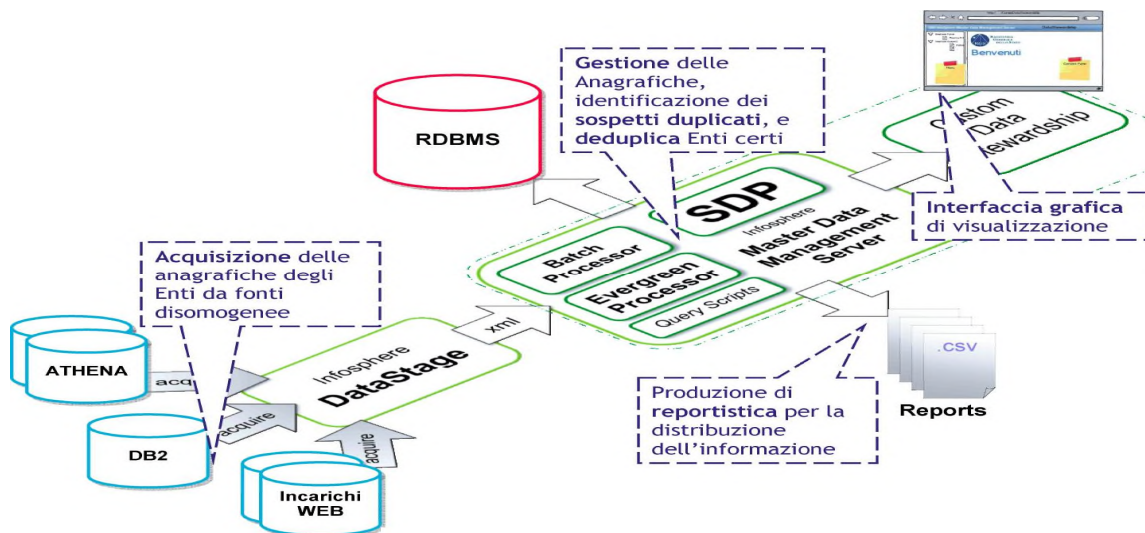 Benvenuti
Gestione delle
Anagrafiche,
identificazione dei
sospetti duplicati, e
deduplica Enti certi
RDBMS
Custom
Data
SDP
Infosphere
Master Data
Management
Server
Batch
Processor
Evergreen
Processor
Query Scripts
Interfaccia grafica
di visualizzazione
Acquisizione delle
anagrafiche degli
Enti da fonti
disomogenee
xml
Infosphere
DataStage
ATHENA
acq
DB2
acquire
acquire
Incarichi
WEB
.CSV
Reports
Produzione di
reportistica per la
distribuzione
dell'informazione